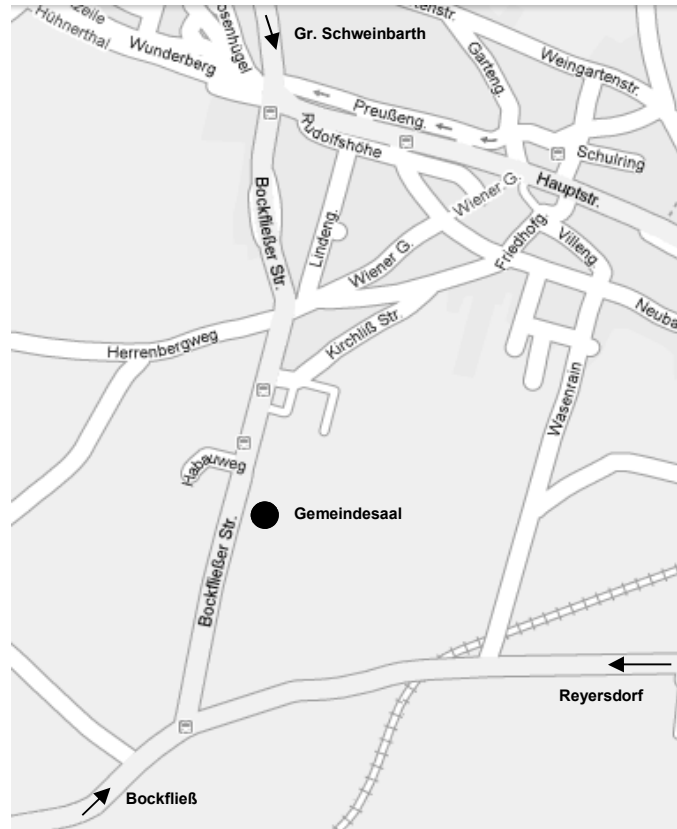 Gr. Schweinbarth
Hühnerthal
Wunderberg
Garteng.
Weingartenstr.
Preußeng.
Rudolfshöhe
Schulring
Hauptstr.
Bockfließer Str.
Lindeng.
Wiener G.
Wiener G.
Friedhofg.
Villeng
Kirchliß Str.
Herrenbergweg
Wasenrain
Habauweg
Gemeindesaal
Bockfließer Str.
Reyersdorf
Bockfließ